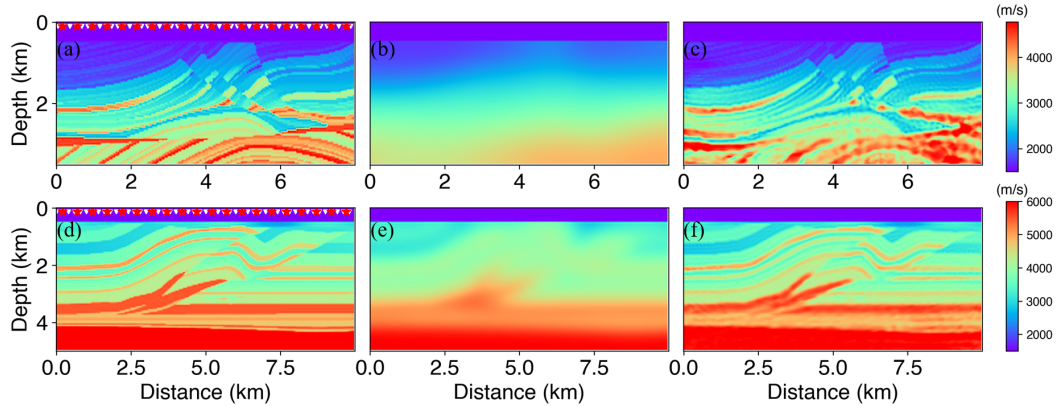 (m/s)
0
2
Depth (km)
(a)
(b)
(c)
4000
3000
2000
0 2 4 6
0 2 4 6
0 2 4 6
(m/s)
6000
5000
4000
3000
2000
0
2
4
Depth (km)
(d)
(e)
(f)
0.0 2.5 5.0 7.5
0.0 2.5 5.0 7.5
0.0 2.5 5.0 7.5
Distance (km)
Distance (km)
Distance (km)